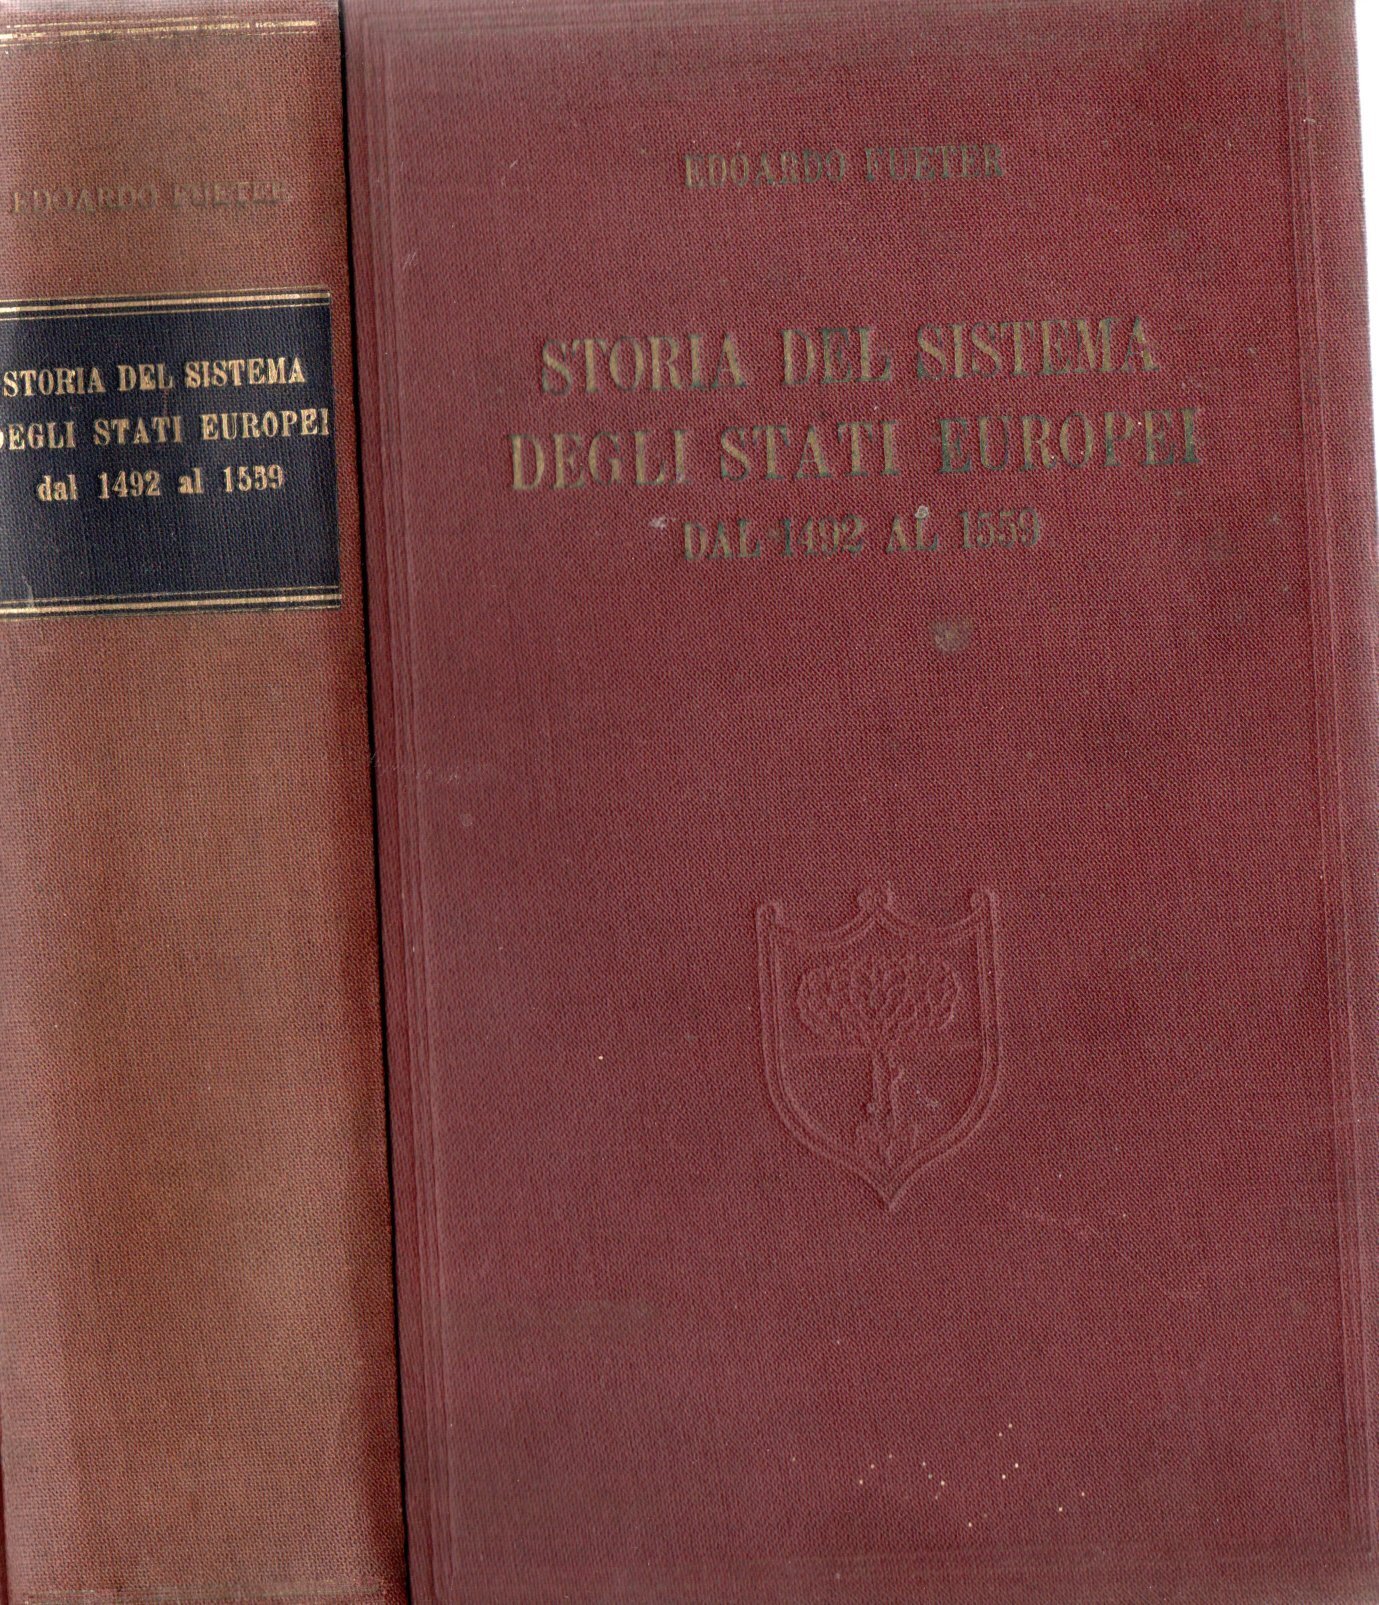 EDOARDO FUETER
STORIA DEL SISTEMA
DEGLI STATI EUROPEI
dal 1492 al 1559
EDOARDO FUETER
STORIA DEL SISTEMA
DEGLI STATI EUROPEI
DAL 1492 AL 1559